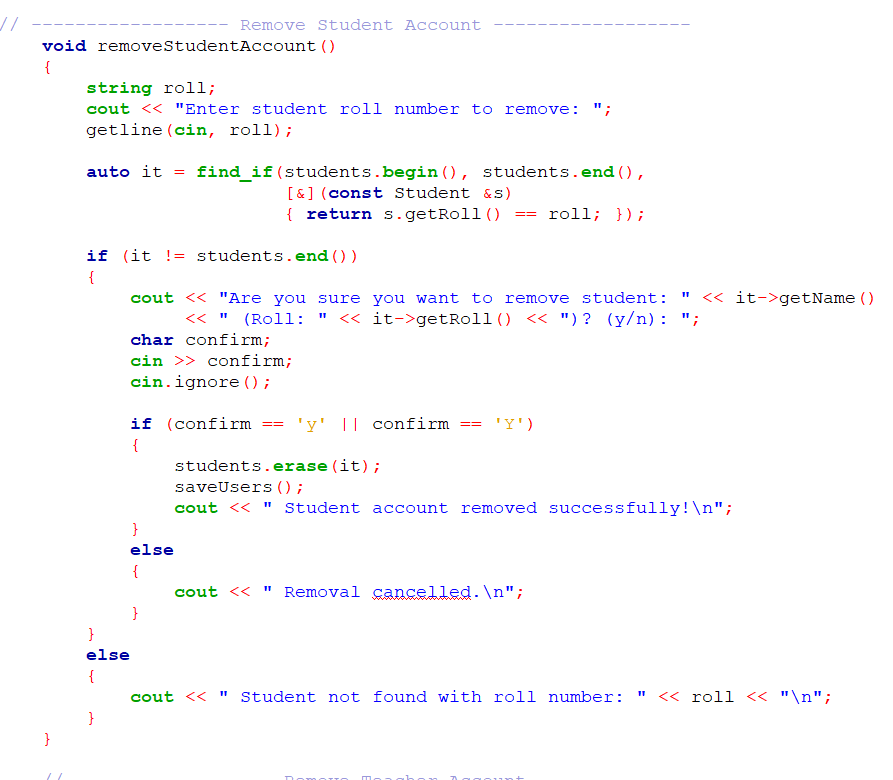 // ------------------ Remove Student Account ------------------
void removeStudentAccount()
{
string roll;
cout << "Enter student roll number to remove: ";
getline(cin, roll);
auto it = find_if(students.begin(), students.end(),
[&](const Student &s)
{ return s.getRoll() == roll; });
if (it != students.end())
{
cout << "Are you sure you want to remove student: " << it->getName()
<< " (Roll: " << it->getRoll() << ")? (y/n): ";
char confirm;
cin >> confirm;
cin.ignore();
if (confirm == 'y' || confirm == 'Y')
{
students.erase(it);
saveUsers();
cout << " Student account removed successfully!\n";
}
else
{
cout << " Removal cancelled.\n";
}
}
else
{
cout << " Student not found with roll number: " << roll << "\n";
}
}
// ------------------ Remove Teacher Account